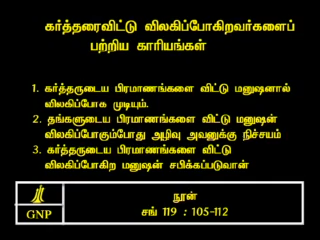 கர்த்தரைவிட்டு விலகிப்போகிறவர்களைப்
பற்றிய காரியங்கள்
1. கர்த்தருடைய பிரமாணங்களை விட்டு மனுஷனால்
விலகிப்போக முடியும்.
2. தங்களுடைய பிரமாணங்களை விட்டு மனுஷன்
விலகிப்போகும்போது அழிவு அவனுக்கு நிச்சயம்
3. கர்த்தருடைய பிரமாணங்களை விட்டு
விலகிப்போகிற மனுஷன் சபிக்கப்படுவான்
GNP
நூன்
சங் 119 : 105-112